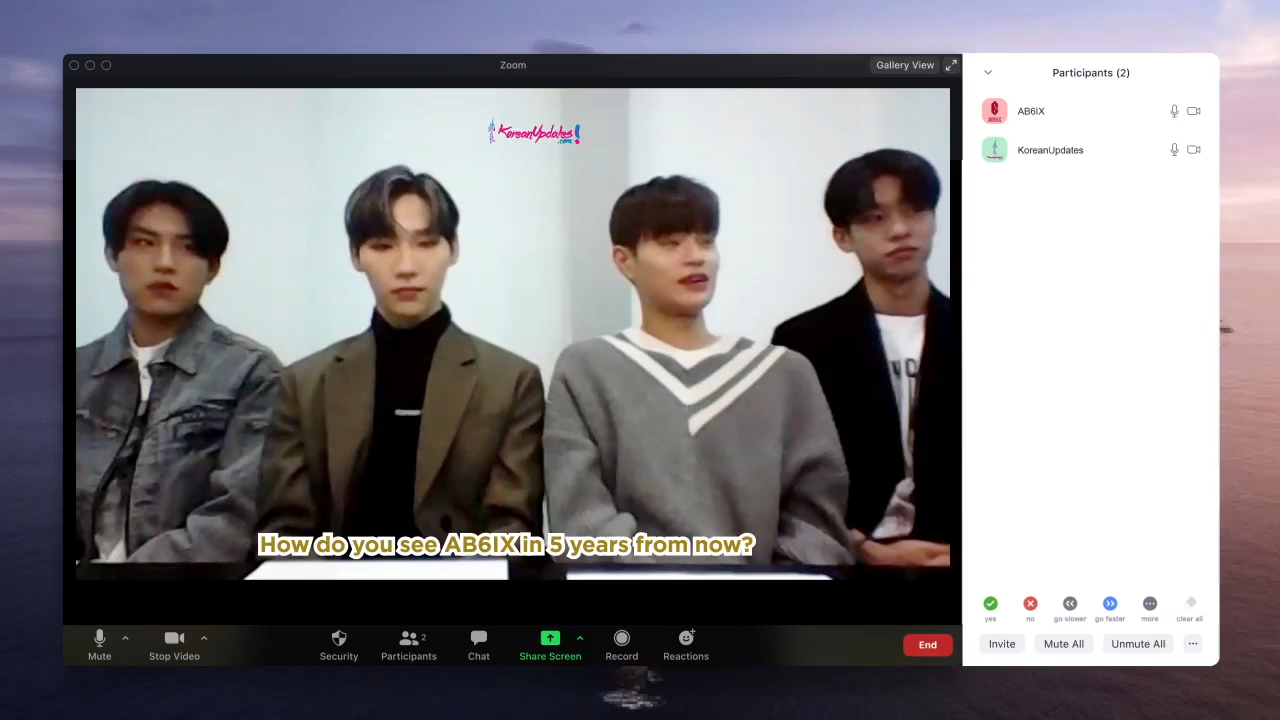 Zoom
Gallery View
Participants (2)
AB6IX
AB6IX
KoreanUpdates
KoreanUpdates!
.com
How do you see AB6IX in 5 years from now?
yes
no
go slower
go faster
more
clear all
Invite
Mute All
Unmute All
Mute
Stop Video
Security
Participants
2
Chat
Share Screen
Record
Reactions
End